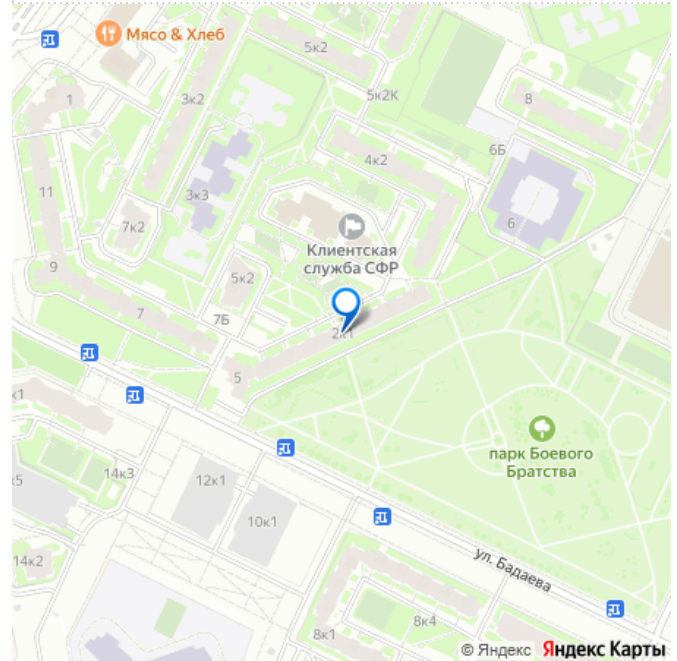 Мясо & Хлеб
5к2
5к2К
1
3к2
8
6Б
4к2
11
3к3
6
7к2
Клиентская
служба СФР
9
5к2
7
7Б
2к1
5
к1
парк Боевого
Братства
14к3
12к1
к5
10к1
14к2
ул. Бадаева
8к4
8к1
© Яндекс Яндекс Карты